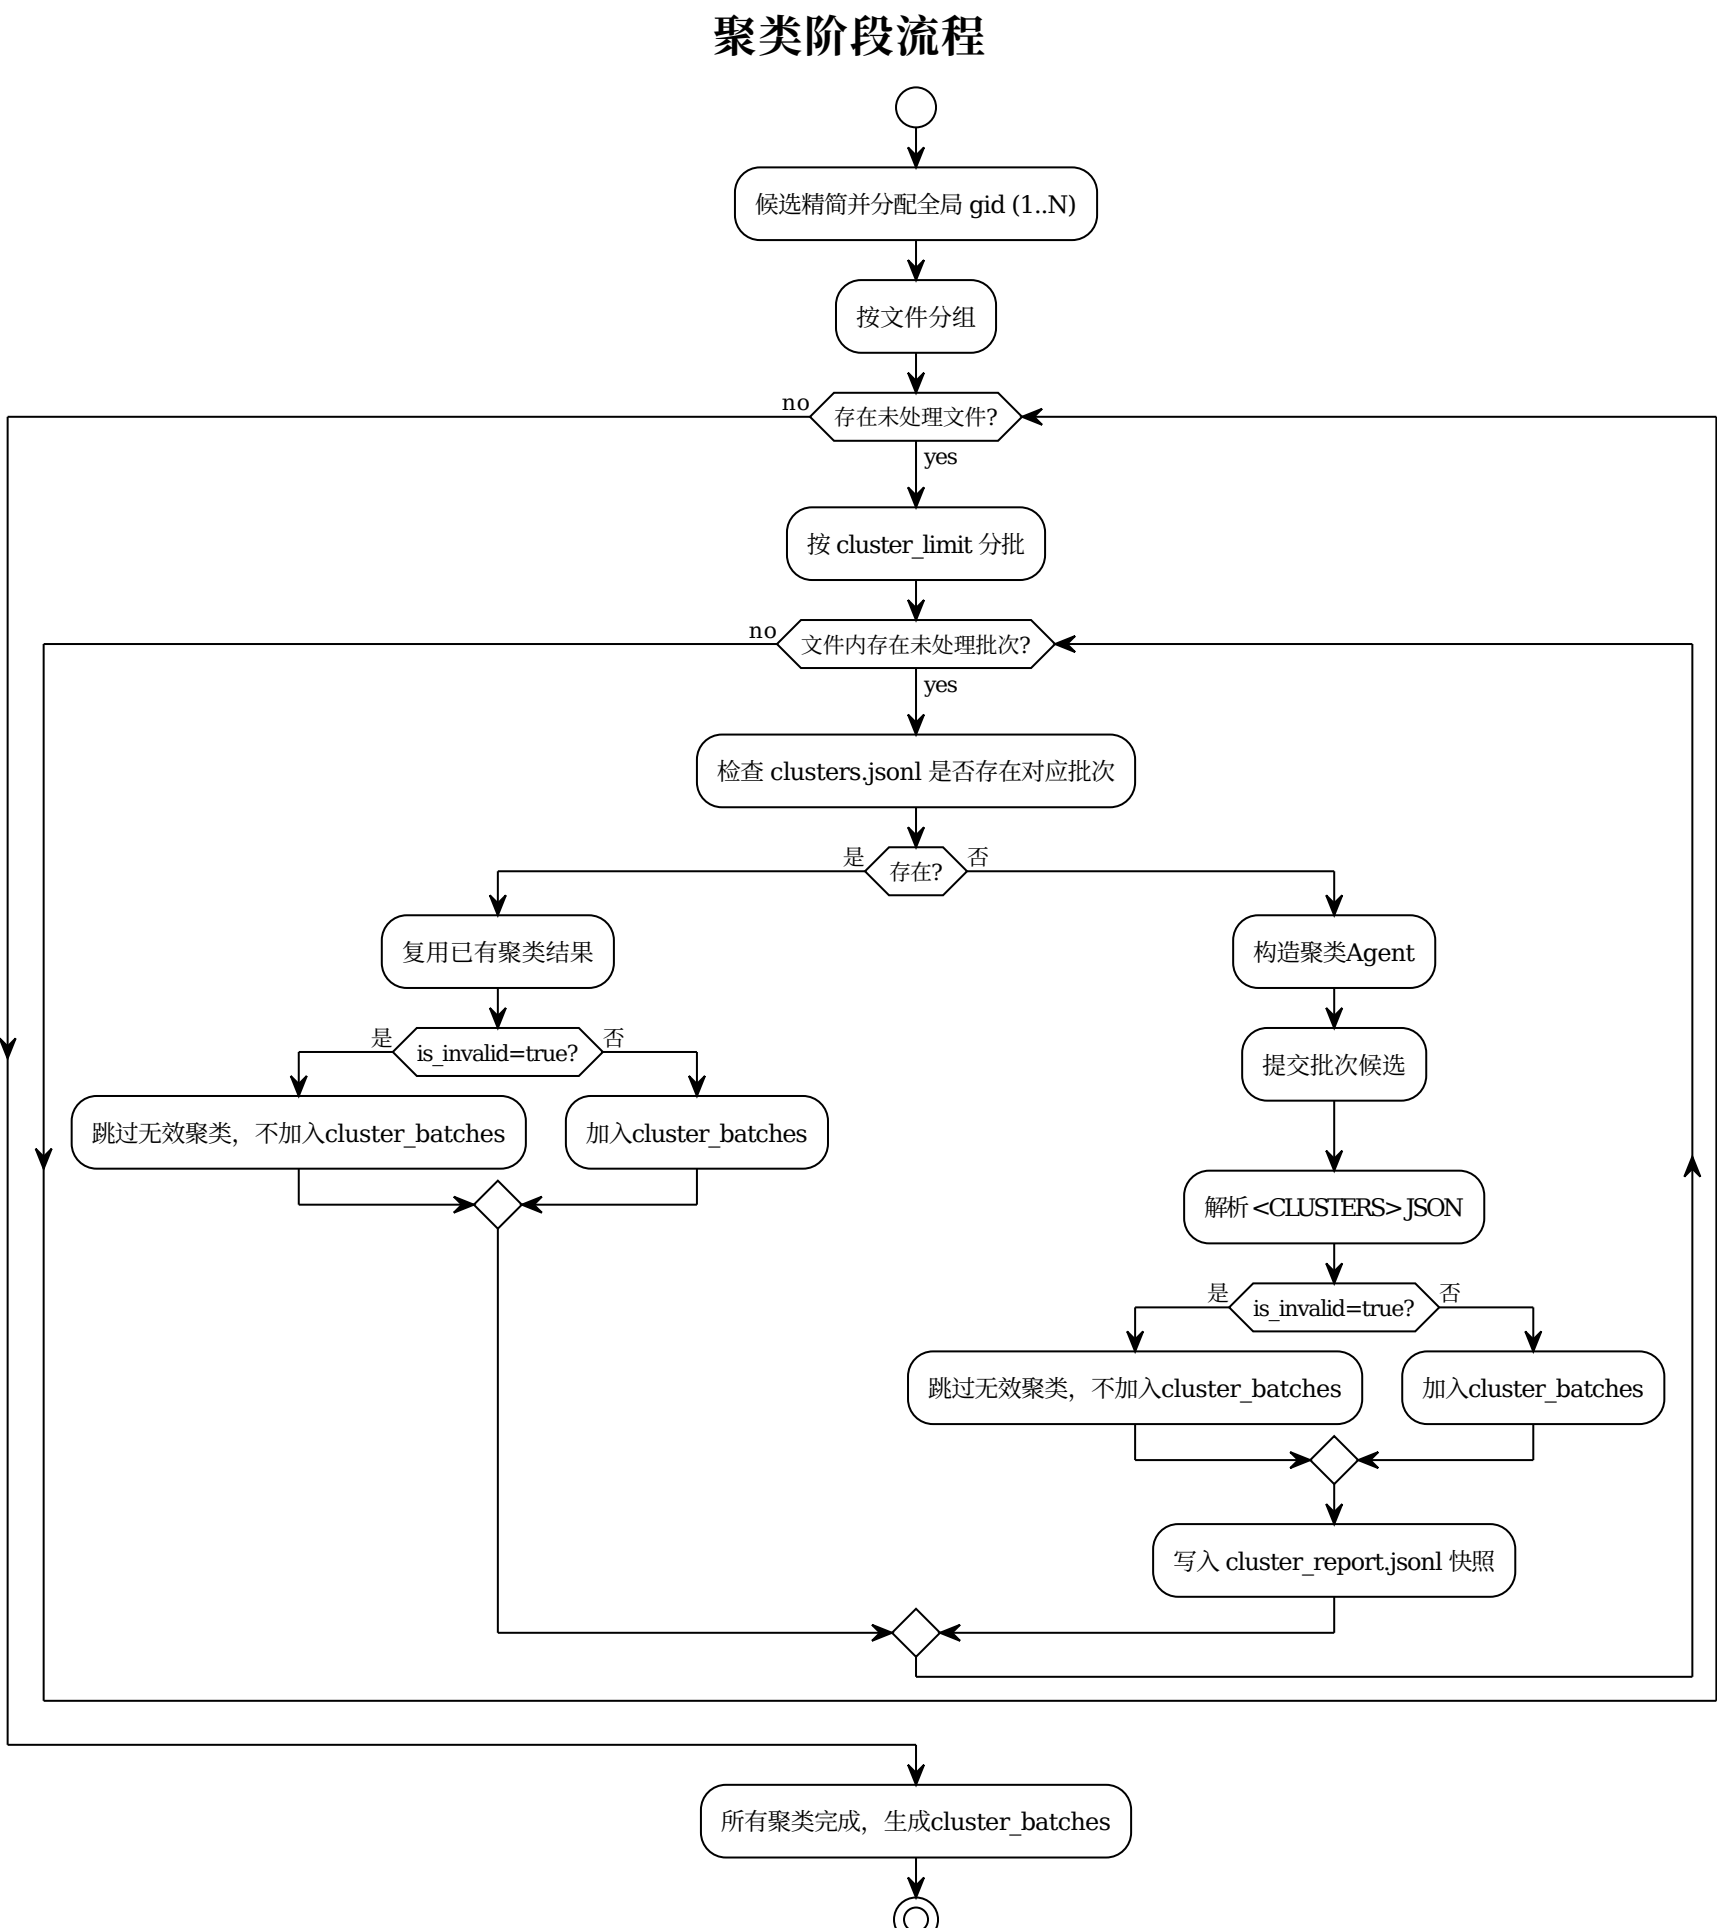 聚类阶段流程
候选精简并分配全局 gid (1..N)
按文件分组
no
存在未处理文件?
yes
按 cluster_limit 分批
no
文件内存在未处理批次?
yes
检查 clusters.jsonl 是否存在对应批次
是
存在?
否
复用已有聚类结果
是
is_invalid=true?
否
跳过无效聚类，不加入cluster_batches
加入cluster_batches
构造聚类Agent
提交批次候选
解析 <CLUSTERS> JSON
是
is_invalid=true?
否
跳过无效聚类，不加入cluster_batches
加入cluster_batches
写入 cluster_report.jsonl 快照
所有聚类完成，生成cluster_batches